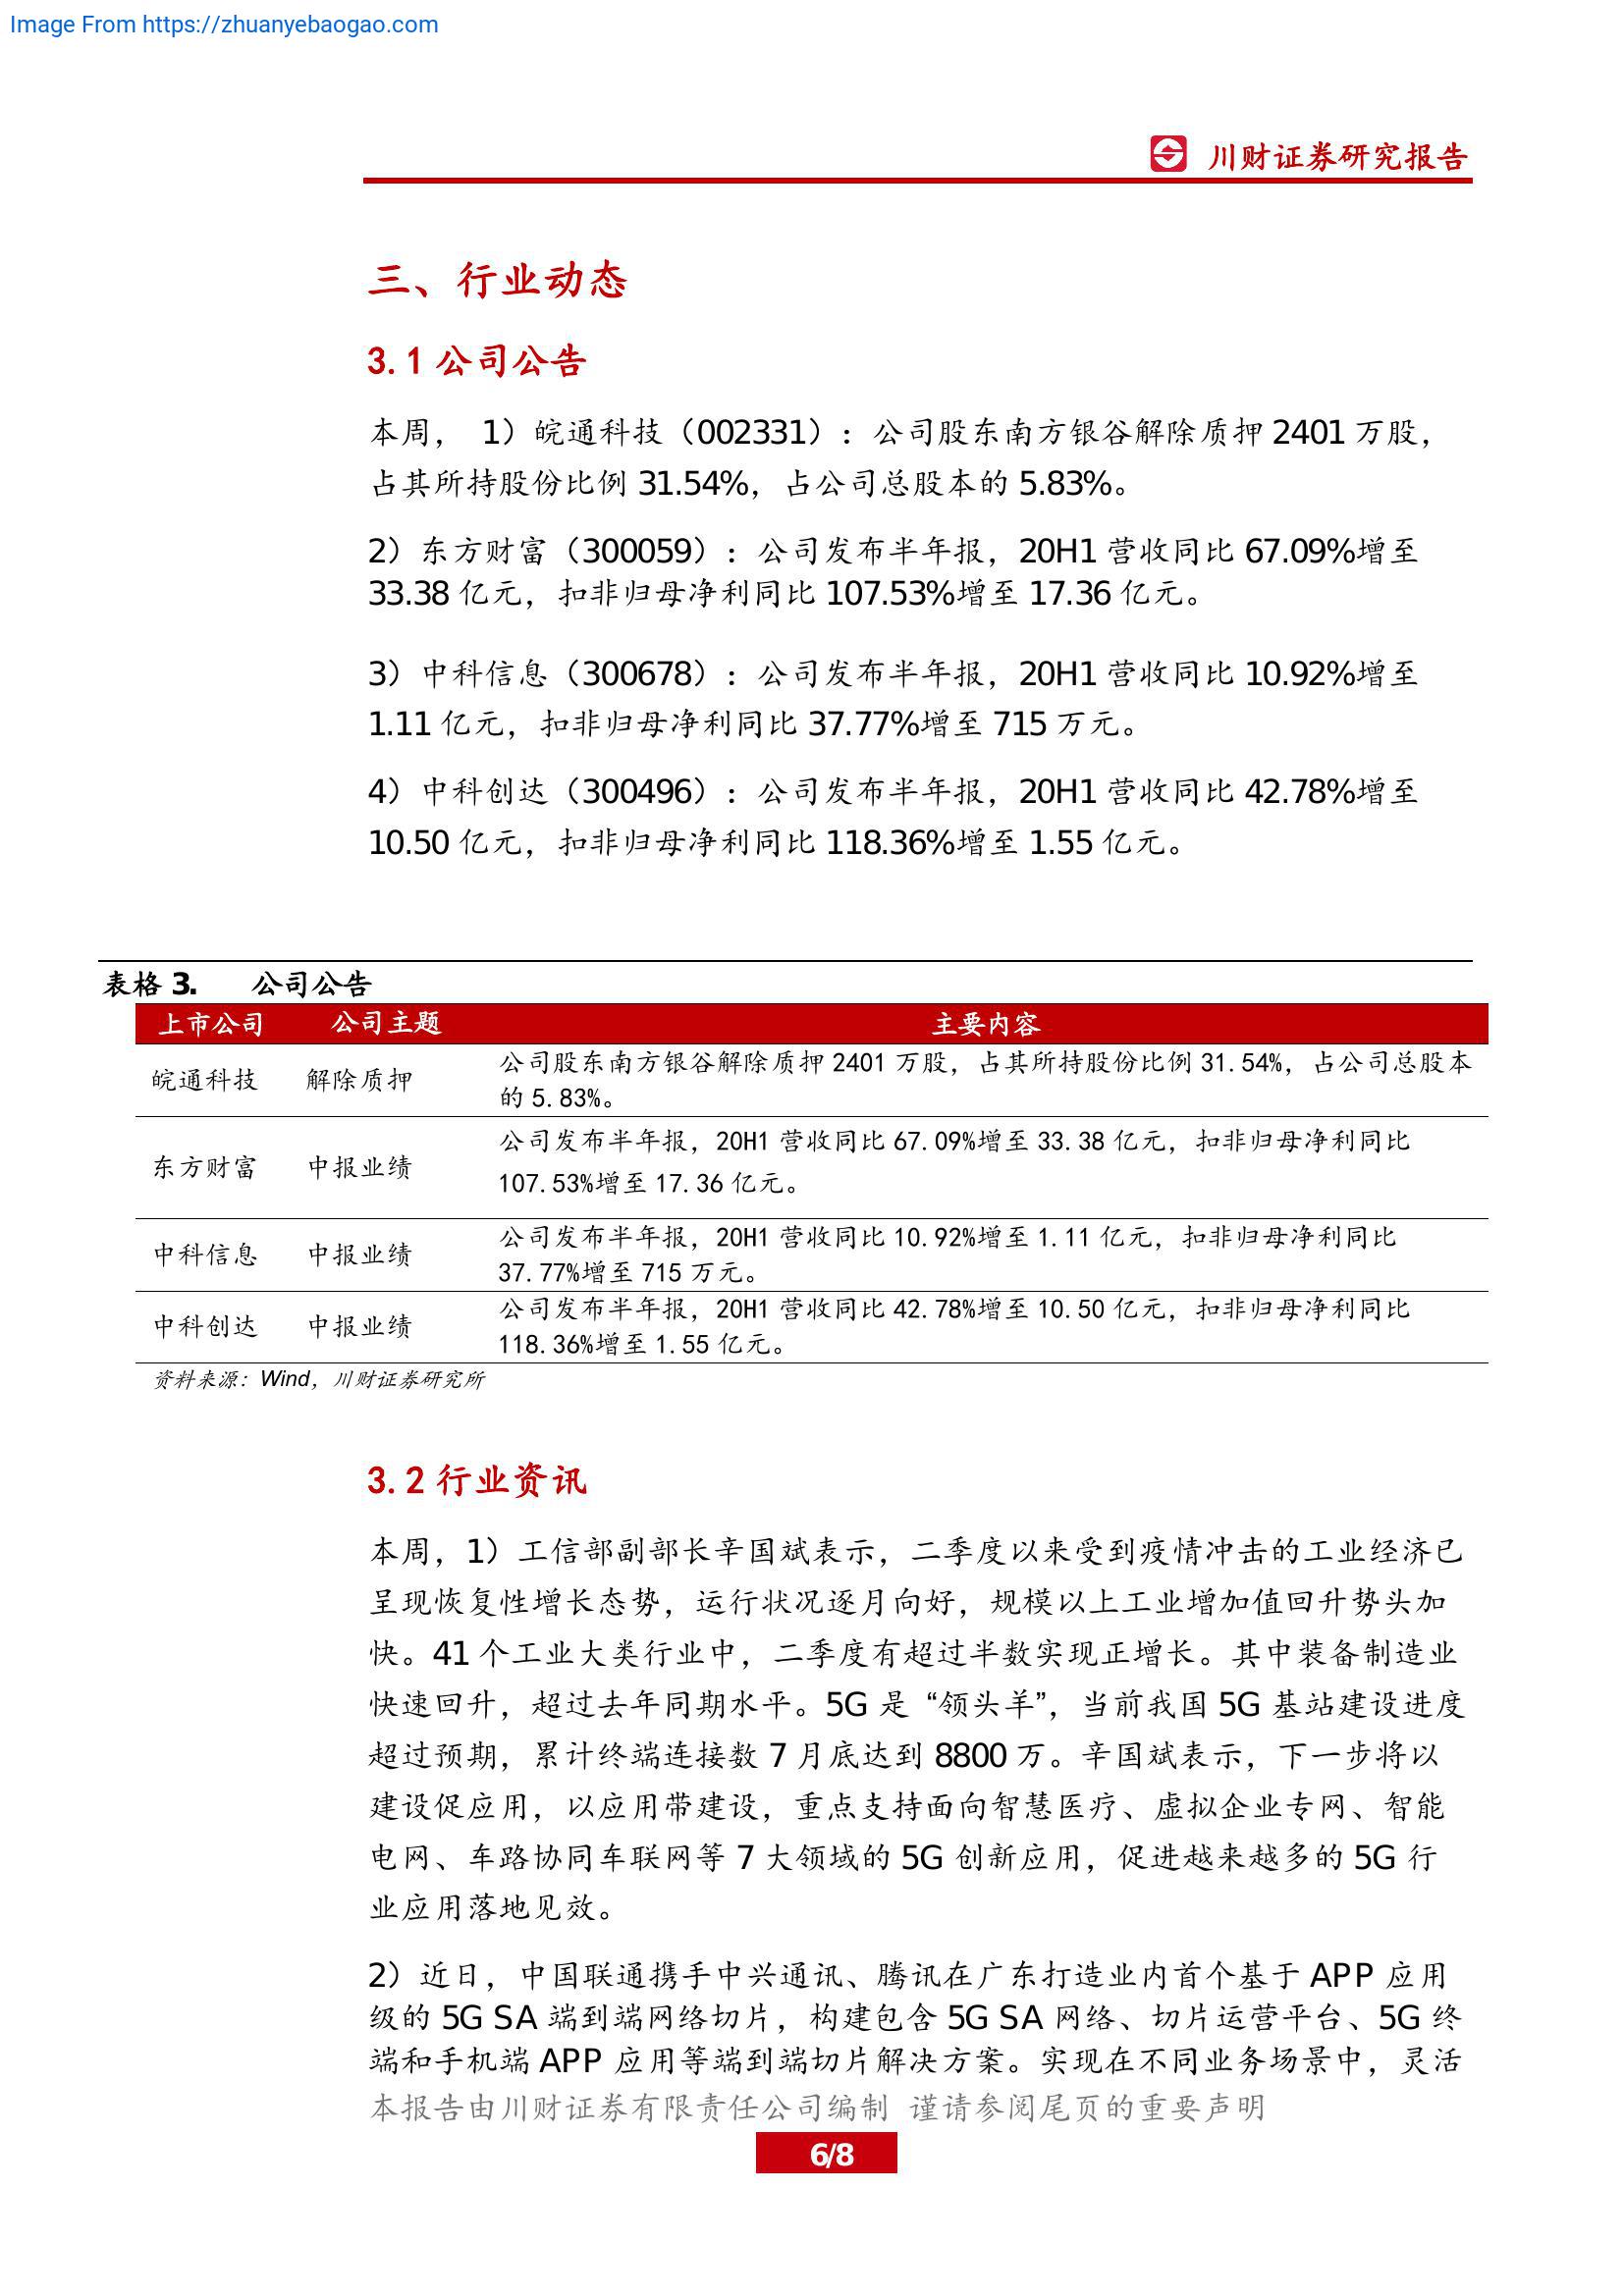 Image From https://zhuanyebaogao.com
川财证券研究报告
三、行业动态
3.1 公司公告
本周， 1）皖通科技（002331）：公司股东南方银谷解除质押 2401 万股，
占其所持股份比例 31.54%，占公司总股本的 5.83%。
2）东方财富（300059）：公司发布半年报，20H1 营收同比 67.09%增至
33.38 亿元，扣非归母净利同比 107.53%增至 17.36 亿元。
3）中科信息（300678）：公司发布半年报，20H1 营收同比 10.92%增至
1.11 亿元，扣非归母净利同比 37.77%增至 715 万元。
4）中科创达（300496）：公司发布半年报，20H1 营收同比 42.78%增至
10.50 亿元，扣非归母净利同比 118.36%增至 1.55 亿元。
表格 3. 公司公告
上市公司 公司主题 主要内容
皖通科技 解除质押 公司股东南方银谷解除质押 2401 万股，占其所持股份比例 31.54%，占公司总股本
的 5.83%。
东方财富 中报业绩 公司发布半年报，20H1 营收同比 67.09%增至 33.38 亿元，扣非归母净利同比
107.53%增至 17.36 亿元。
中科信息 中报业绩 公司发布半年报，20H1 营收同比 10.92%增至 1.11 亿元，扣非归母净利同比
37.77%增至 715 万元。
中科创达 中报业绩 公司发布半年报，20H1 营收同比 42.78%增至 10.50 亿元，扣非归母净利同比
118.36%增至 1.55 亿元。
资料来源：Wind，川财证券研究所
3.2 行业资讯
本周，1）工信部副部长辛国斌表示，二季度以来受到疫情冲击的工业经济已
呈现恢复性增长态势，运行状况逐月向好，规模以上工业增加值回升势头加
快。41 个工业大类行业中，二季度有超过半数实现正增长。其中装备制造业
快速回升，超过去年同期水平。5G 是 “领头羊”，当前我国 5G 基站建设进度
超过预期，累计终端连接数 7 月底达到 8800 万。辛国斌表示，下一步将以
建设促应用，以应用带建设，重点支持面向智慧医疗、虚拟企业专网、智能
电网、车路协同车联网等 7 大领域的 5G 创新应用，促进越来越多的 5G 行
业应用落地见效。
2）近日，中国联通携手中兴通讯、腾讯在广东打造业内首个基于 APP 应用
级的 5G SA 端到端网络切片，构建包含 5G SA 网络、切片运营平台、5G 终
端和手机端 APP 应用等端到端切片解决方案。实现在不同业务场景中，灵活
本报告由川财证券有限责任公司编制 谨请参阅尾页的重要声明
6/8